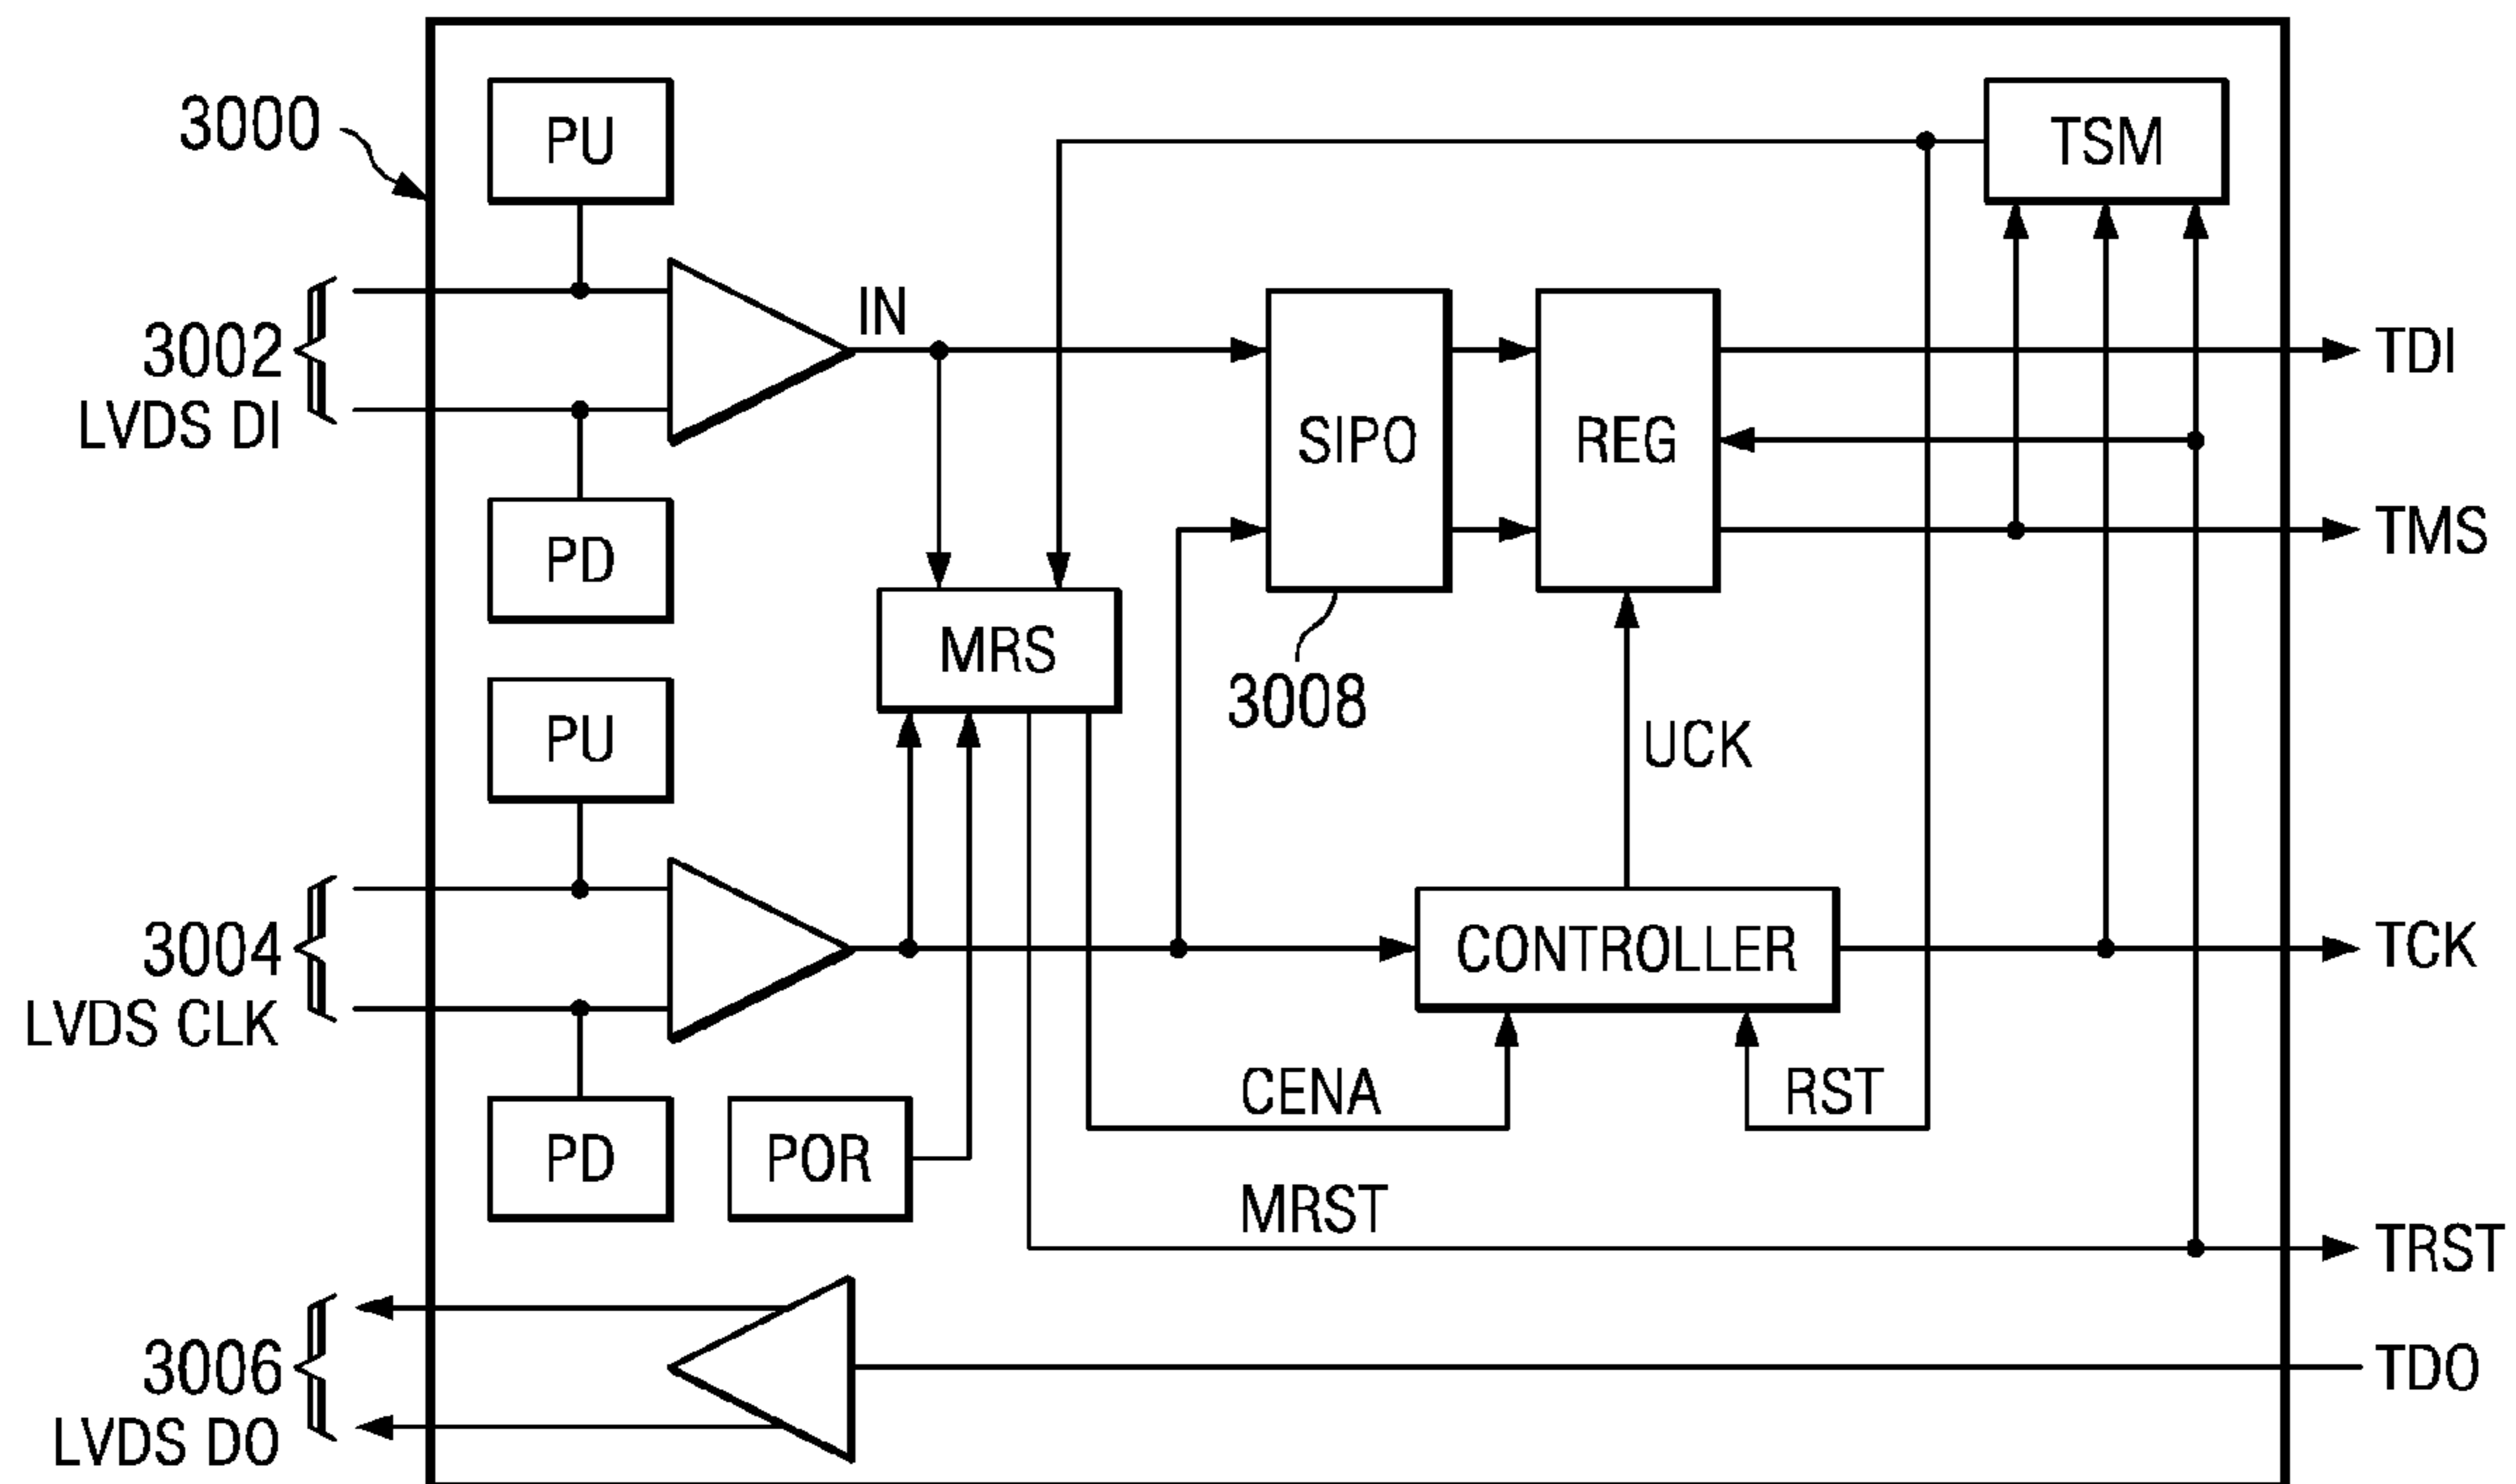 3000
PU
TSM
IN
3002
LVDS DI
SIPO
REG
TDI
TMS
PD
MRS
3008
PU
UCK
3004
LVDS CLK
CONTROLLER
TCK
CENA
RST
PD
POR
MRST
TRST
3006
LVDS DO
TDO